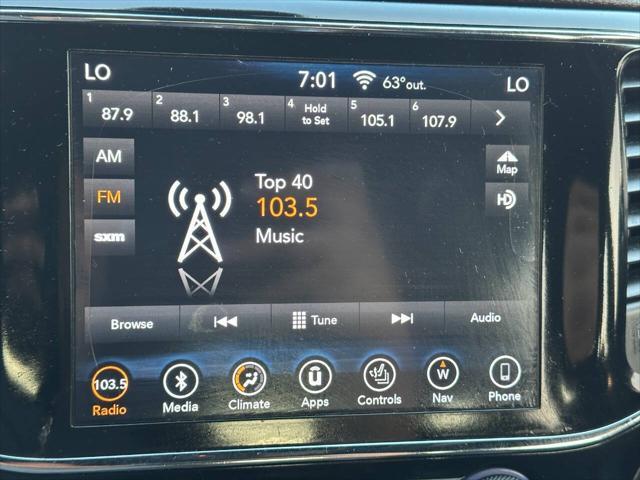 LO 7:01 63°out. LO
1 87.9 2 88.1 3 98.1 4 Hold to Set 5 105.1 6 107.9 >
AM
FM
sxm
Top 40
103.5
Music
Map
HD
Browse Tune Audio
103.5 W
Radio Media Climate Apps Controls Nav Phone